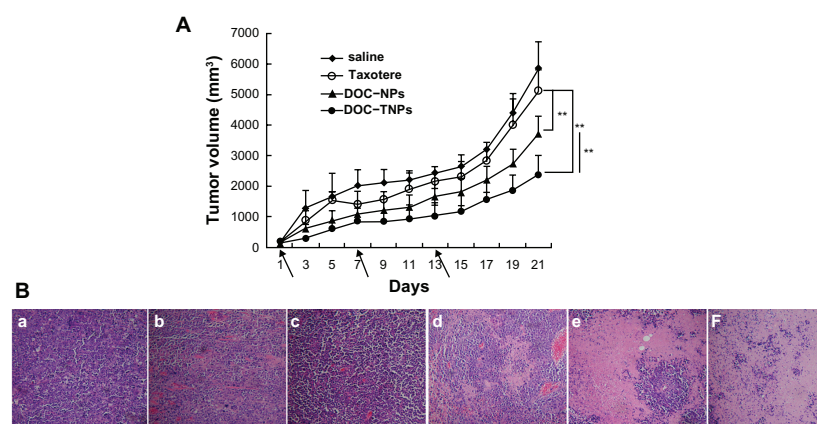 A
7000
6000
5000
4000
3000
2000
1000
0
Tumor volume (mm³)
saline
Taxotere
DOC−NPs
DOC−TNPs
**
**
**
1 3 5 7 9 11 13 15 17 19 21
Days
B
a b c d e F